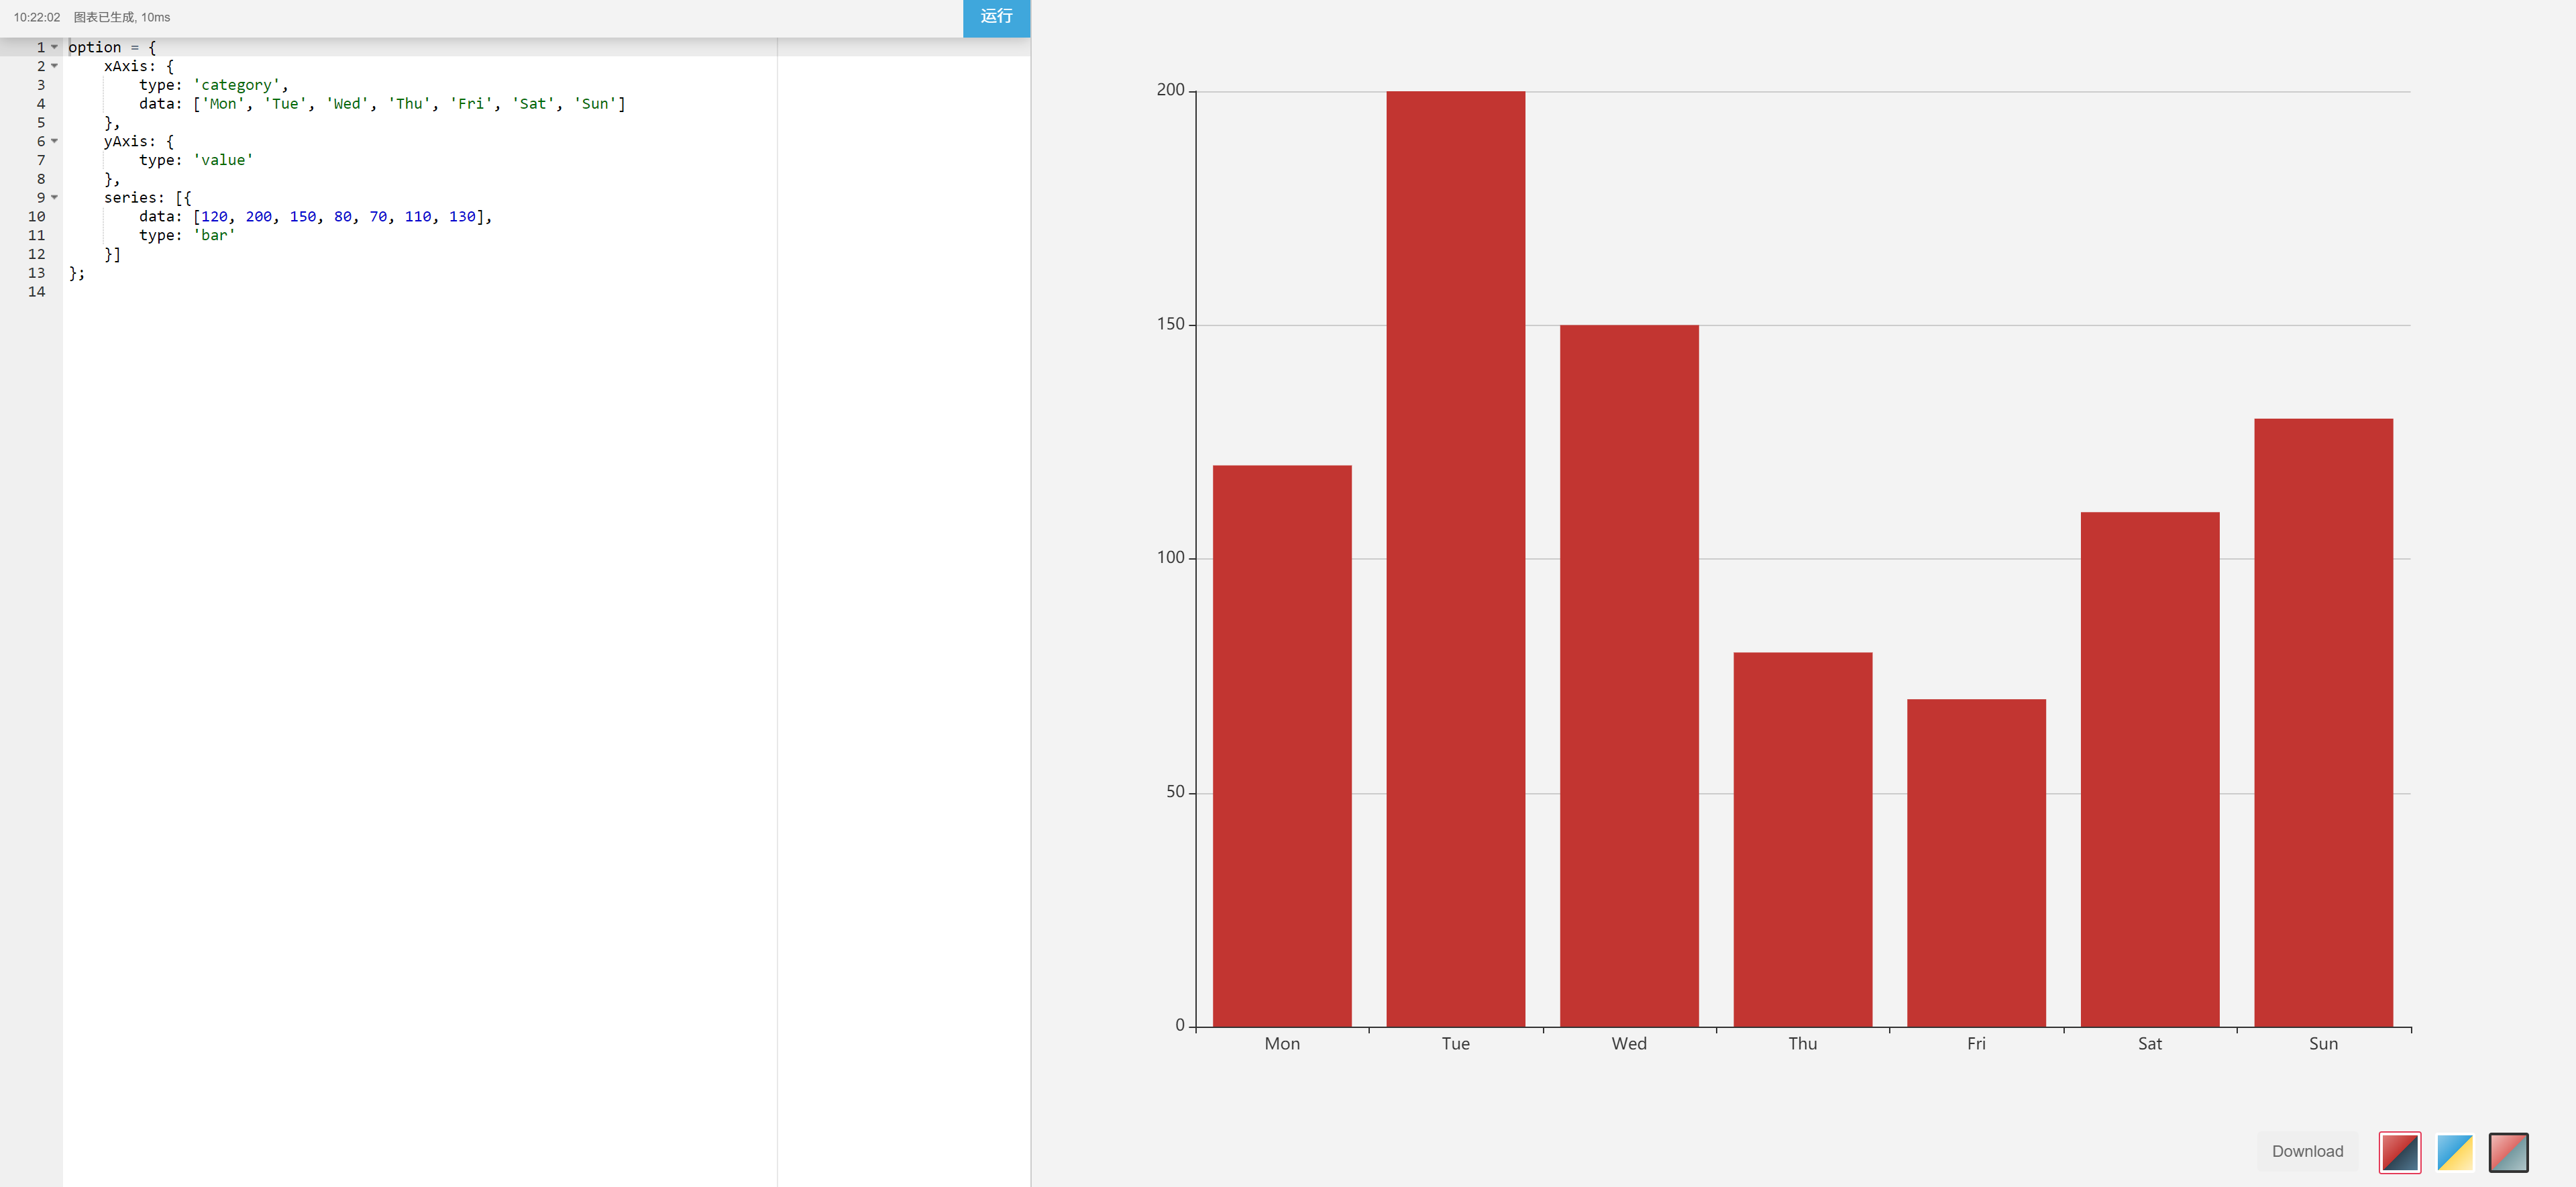 10:22:02 图表已生成, 10ms
运行
1 option = {
2 xAxis: {
3 type: 'category',
4 data: ['Mon', 'Tue', 'Wed', 'Thu', 'Fri', 'Sat', 'Sun']
5 },
6 yAxis: {
7 type: 'value'
8 },
9 series: [{
10 data: [120, 200, 150, 80, 70, 110, 130],
11 type: 'bar'
12 }]
13 };
14
200
150
100
50
0
Mon Tue Wed Thu Fri Sat Sun
Download